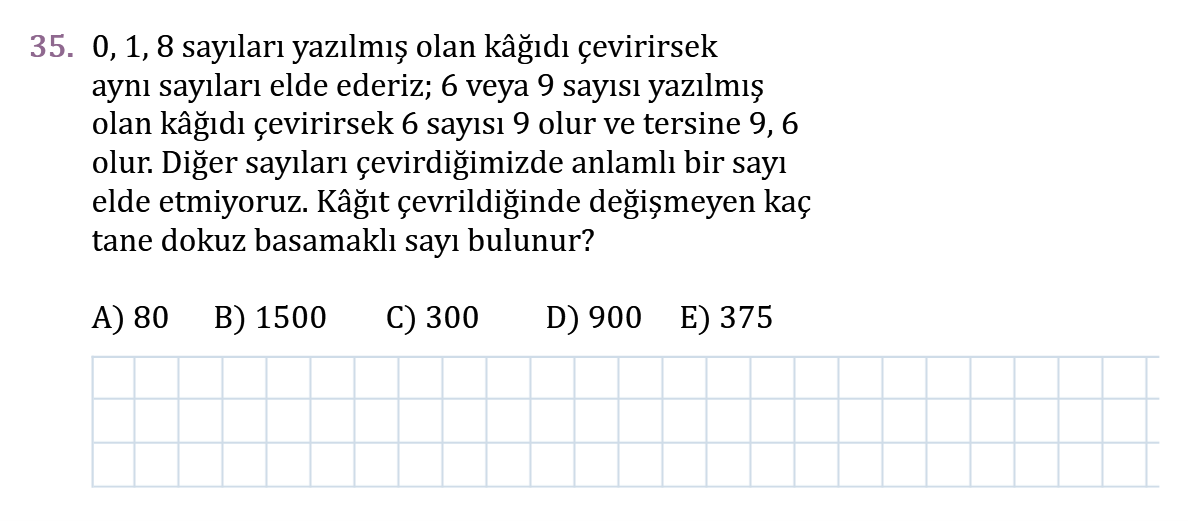 35. 0, 1, 8 sayıları yazılmış olan kâğıdı çevirirsek
aynı sayıları elde ederiz; 6 veya 9 sayısı yazılmış
olan kâğıdı çevirirsek 6 sayısı 9 olur ve tersine 9, 6
olur. Diğer sayıları çevirdiğimizde anlamlı bir sayı
elde etmiyoruz. Kâğıt çevrildiğinde değişmeyen kaç
tane dokuz basamaklı sayı bulunur?
A) 80 B) 1500 C) 300 D) 900 E) 375